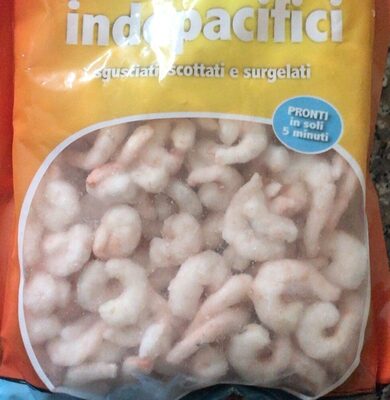 indopacifici
sgusciati, scottati e surgelati
PRONTI
in soli
5 minuti